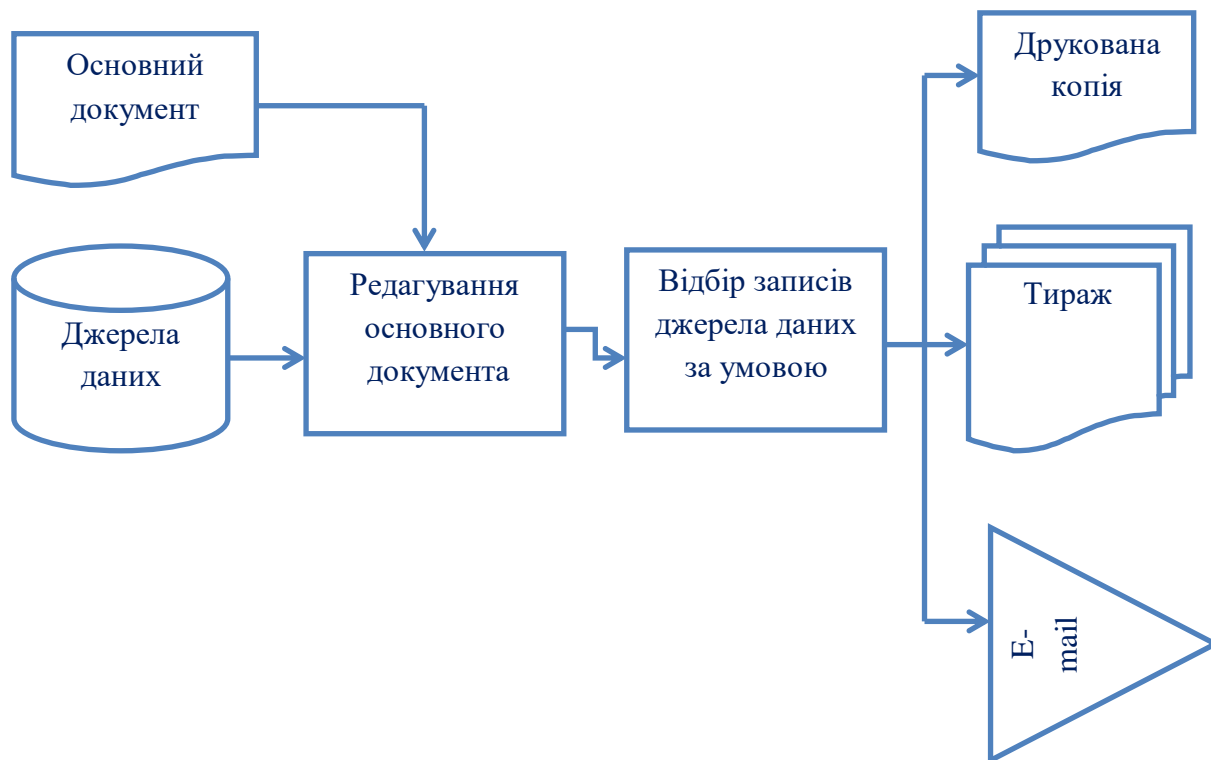 Основний
документ
Джерела
даних
Редагування
основного
документа
Відбір записів
джерела даних
за умовою
Друкована
копія
Тираж
E-
mail